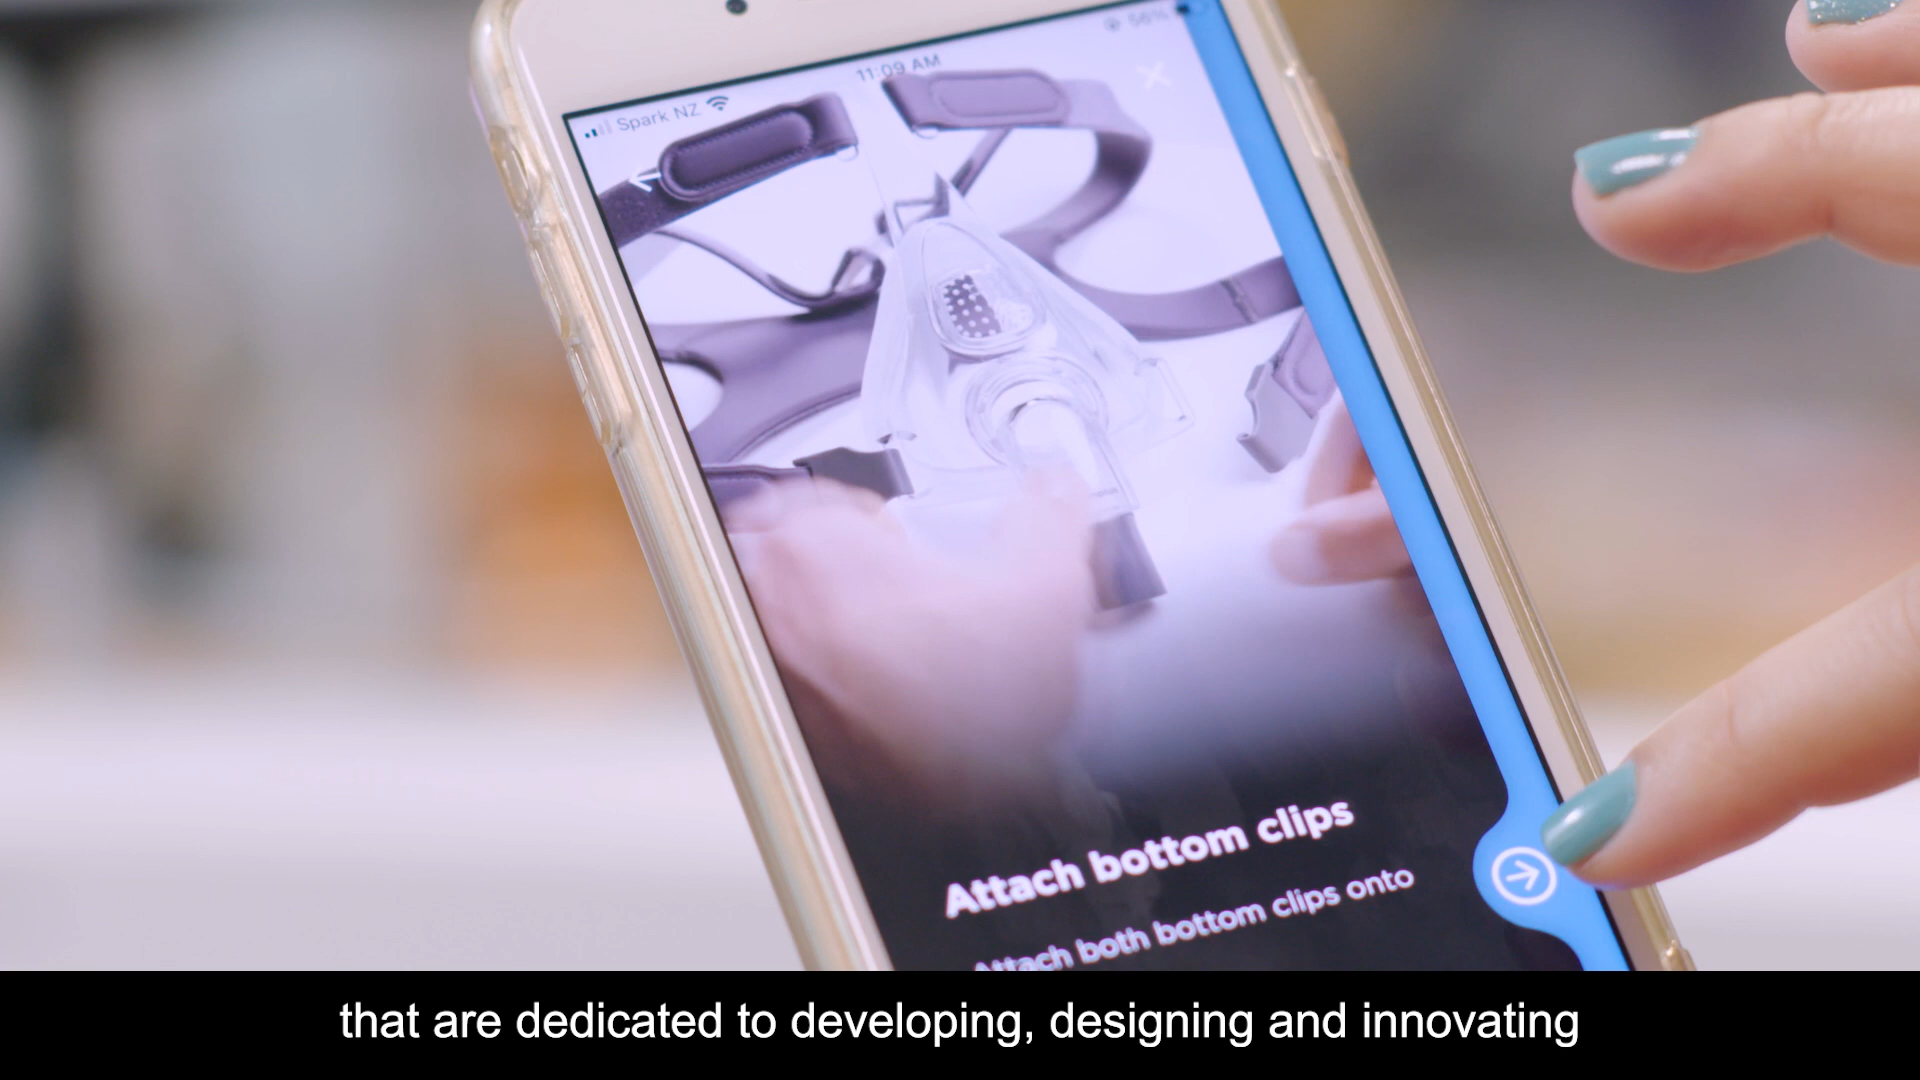 Spark NZ
11:09 AM
56%
Attach bottom clips
Attach both bottom clips onto
that are dedicated to developing, designing and innovating